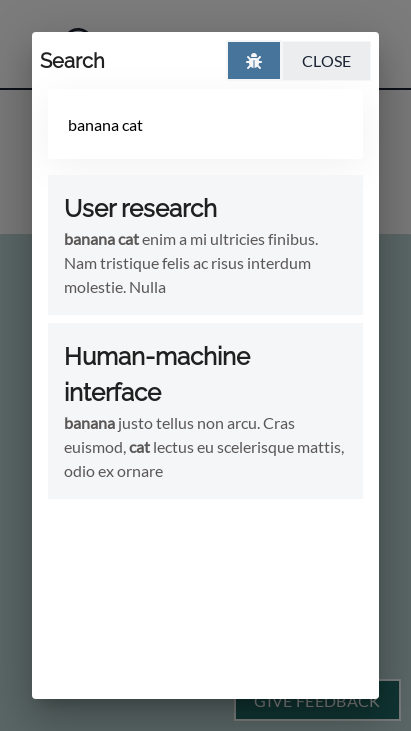 Search
CLOSE
banana cat
User research
banana cat enim a mi ultricies finibus.
Nam tristique felis ac risus interdum
molestie. Nulla
Human-machine
interface
banana justo tellus non arcu. Cras
euismod, cat lectus eu scelerisque mattis,
odio ex ornare
GIVE FEEDBACK